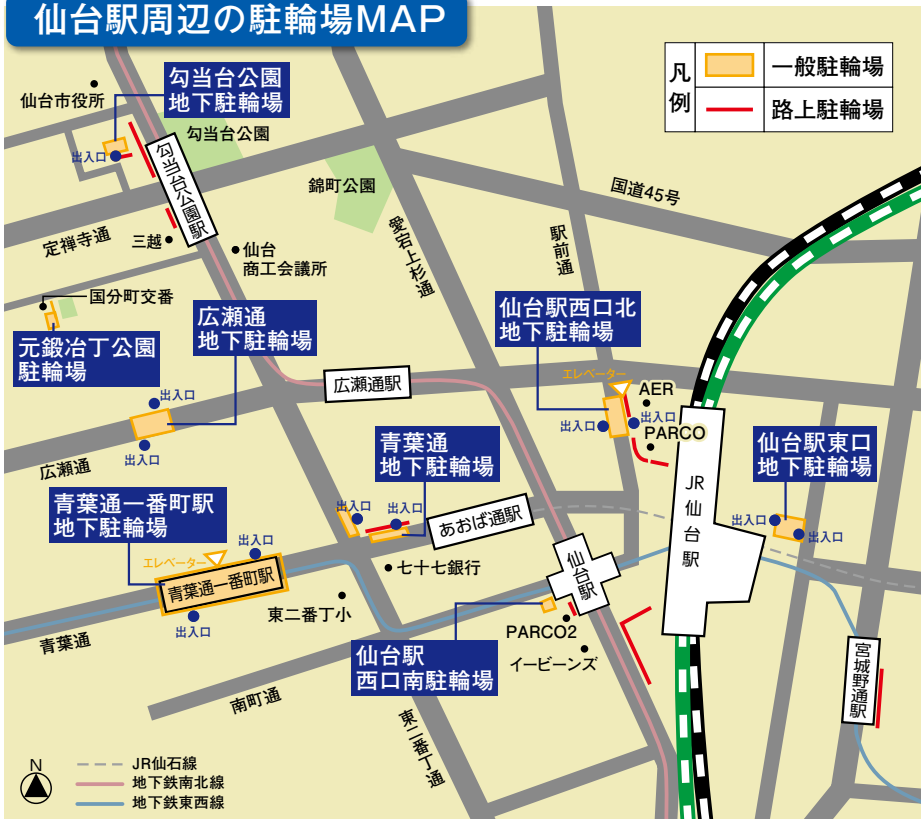 仙台駅周辺の駐輪場MAP
凡例
一般駐輪場
路上駐輪場
仙台市役所
勾当台公園
地下駐輪場
勾当台公園
出入口
勾当台公園駅
錦町公園
国道45号
定禅寺通
三越
仙台
商工会議所
愛宕上杉通
駅前通
国分町交番
元鍛冶丁公園
駐輪場
広瀬通
地下駐輪場
仙台駅西口北
地下駐輪場
広瀬通駅
エレベーター
AER
出入口
出入口
PARCO
出入口
出入口
広瀬通
青葉通
地下駐輪場
仙台駅東口
地下駐輪場
JR仙台駅
青葉通一番町駅
地下駐輪場
出入口
出入口
あおば通駅
出入口
出入口
エレベーター
出入口
青葉通一番町駅
七十七銀行
仙台駅
出入口
東二番丁小
青葉通
PARCO2
イービーンズ
仙台駅
西口南駐輪場
宮城野通駅
南町通
東二番丁通
N
JR仙石線
地下鉄南北線
地下鉄東西線